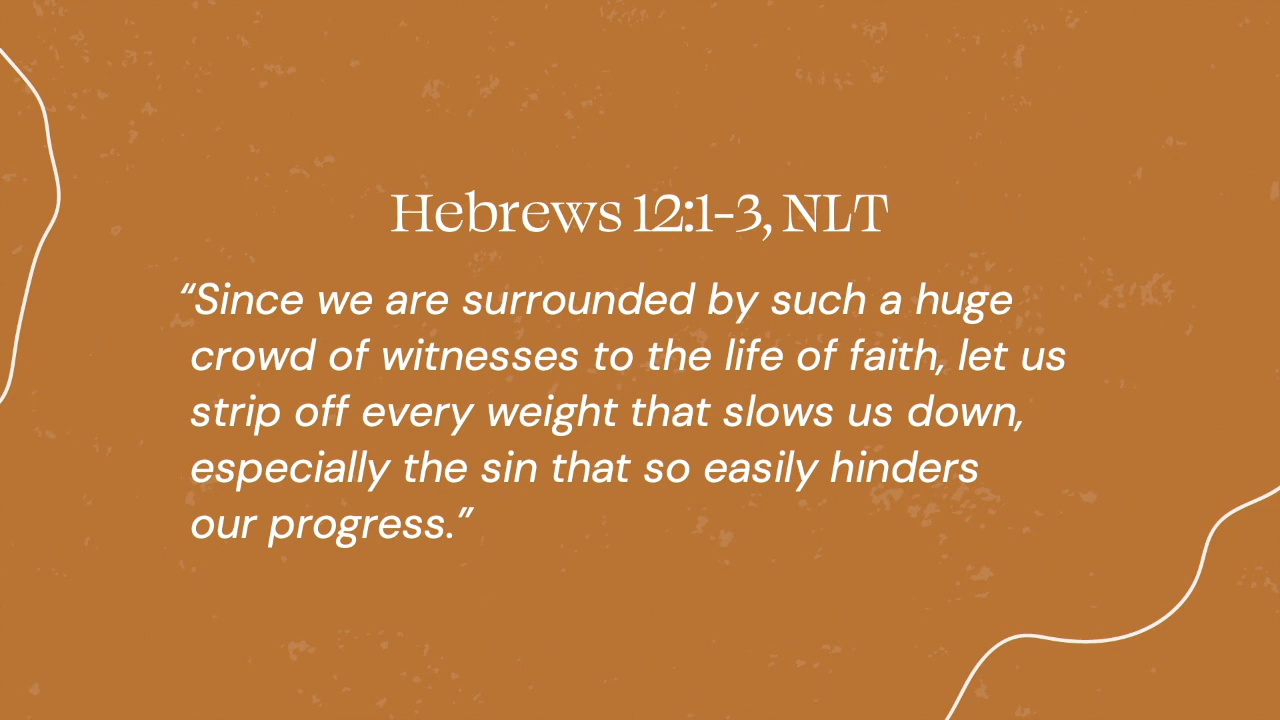 Hebrews 12:1-3, NLT
“Since we are surrounded by such a huge
crowd of witnesses to the life of faith, let us
strip off every weight that slows us down,
especially the sin that so easily hinders
our progress.”